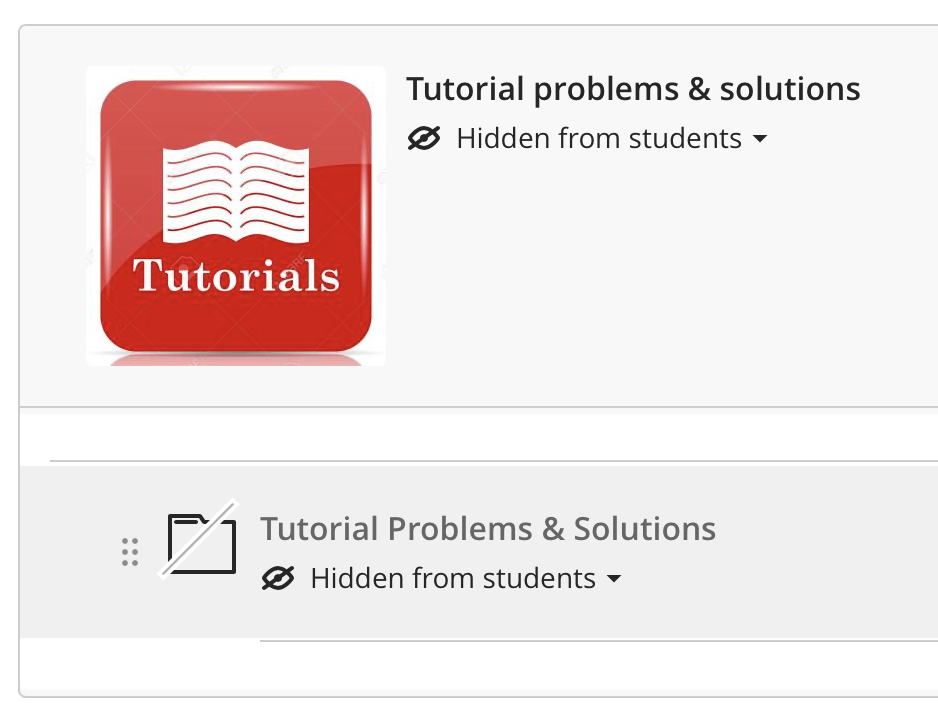 Tutorial problems & solutions
Hidden from students
Tutorials
Tutorial Problems & Solutions
Hidden from students